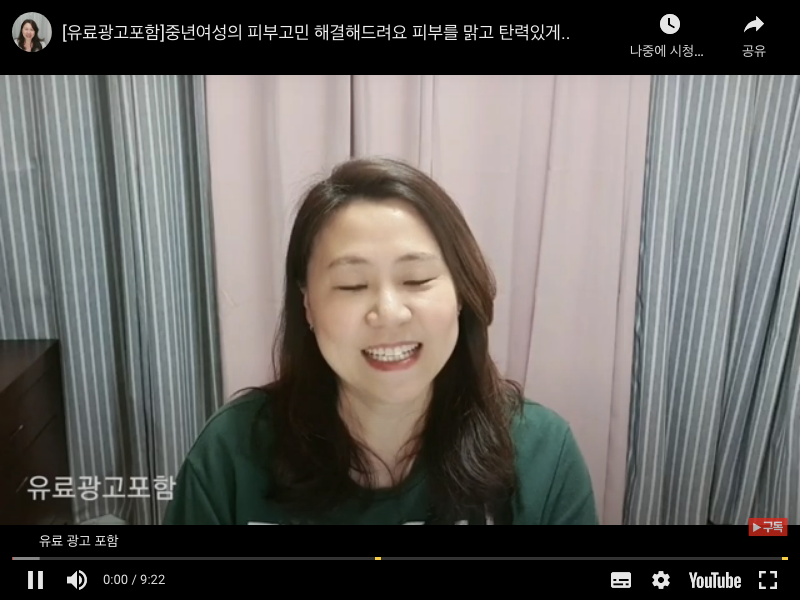 [유료광고포함]중년여성의 피부고민 해결해드려요 피부를 맑고 탄력있게..
나중에 시청...
공유
유료광고포함
구독
유료 광고 포함
0:00 / 9:22
YouTube